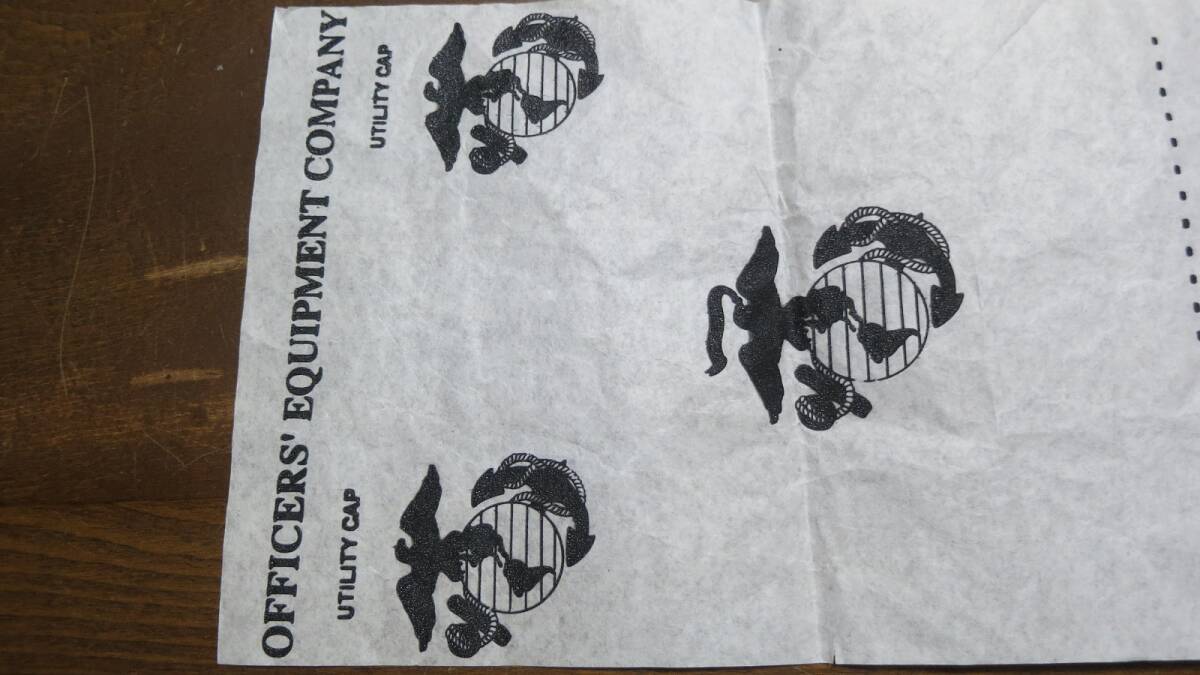 OFFICERS' EQUIPMENT COMPANY
UTILITY CAP
UTILITY CAP